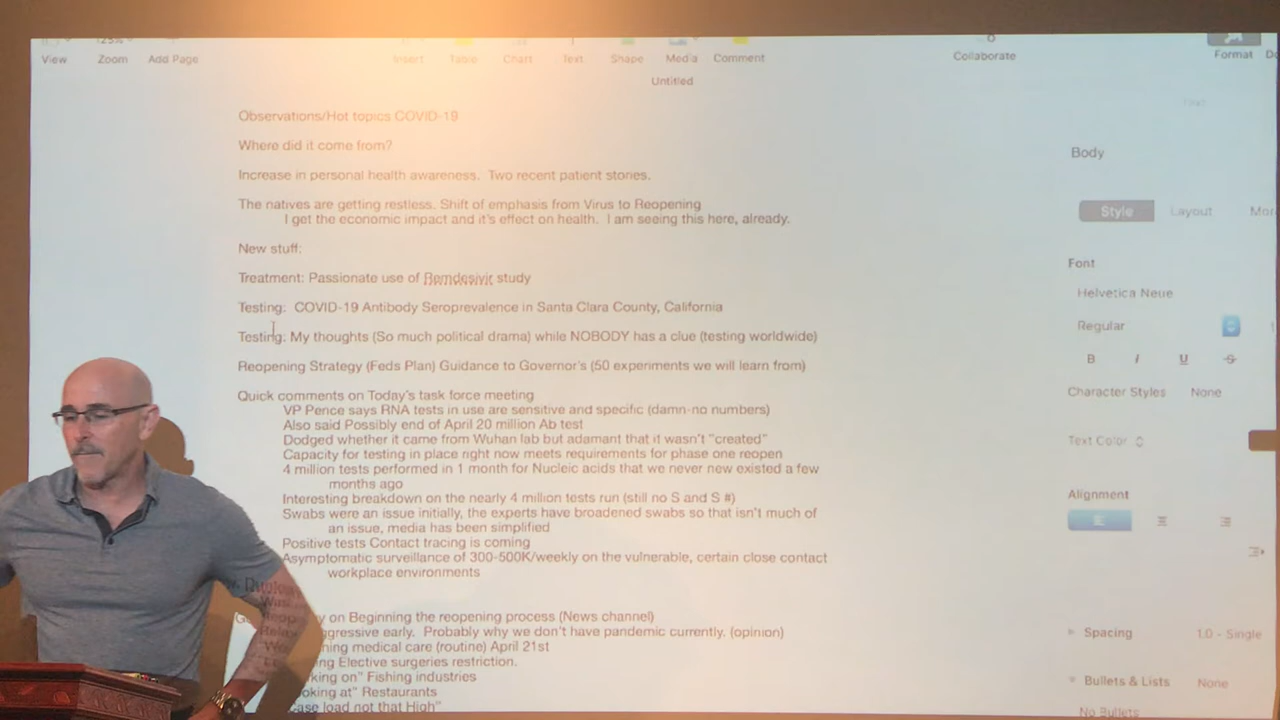 125%
View
Zoom
Add Page
Insert
Table
Chart
Text
Shape
Media
Comment
Collaborate
Format
Untitled
Observations/Hot topics COVID-19
Where did it come from?
Increase in personal health awareness. Two recent patient stories.
The natives are getting restless. Shift of emphasis from Virus to Reopening
I get the economic impact and it's effect on health. I am seeing this here, already.
New stuff:
Treatment: Passionate use of Remdesivir study
Testing: COVID-19 Antibody Seroprevalence in Santa Clara County, California
Testing: My thoughts (So much political drama) while NOBODY has a clue (testing worldwide)
Reopening Strategy (Feds Plan) Guidance to Governor's (50 experiments we will learn from)
Quick comments on Today's task force meeting
VP Pence says RNA tests in use are sensitive and specific (damn-no numbers)
Also said Possibly end of April 20 million Ab test
Dodged whether it came from Wuhan lab but adamant that it wasn't "created"
Capacity for testing in place right now meets requirements for phase one reopen
4 million tests performed in 1 month for Nucleic acids that we never new existed a few
months ago
Interesting breakdown on the nearly 4 million tests run (still no S and S #)
Swabs were an issue initially, the experts have broadened swabs so that isn't much of
an issue, media has been simplified
Positive tests Contact tracing is coming
Asymptomatic surveillance of 300-500K/weekly on the vulnerable, certain close contact
workplace environments
on Beginning the reopening process (News channel)
early. Probably why we don't have pandemic currently. (opinion)
medical care (routine) April 21st
Elective surgeries restriction.
on" Fishing industries
at" Restaurants
load not that High"
Text
Body
Style
Layout
Font
Helvetica Neue
Regular
B I U S
Character Styles None
Text Color
Alignment
Spacing 1.0 - Single
Bullets & Lists None
No Bullets